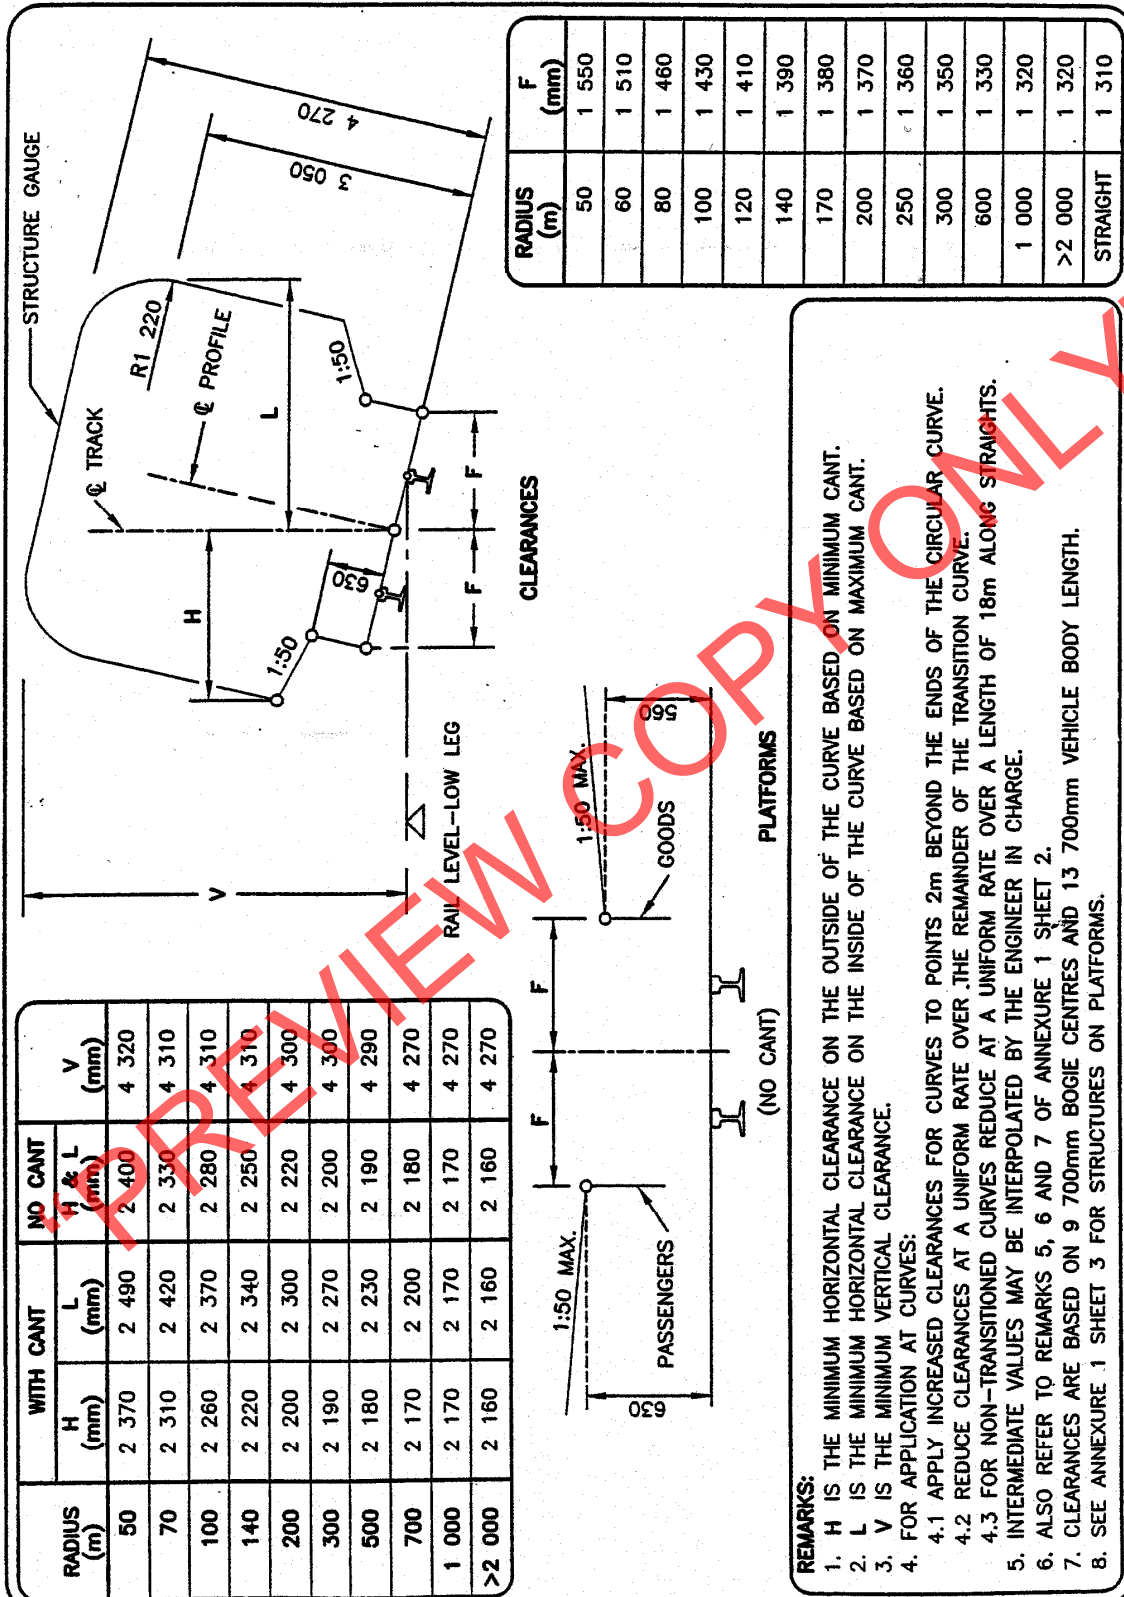 WITH CANT NO CANT
RADIUS (m) H (mm) L (mm) H & L (mm) V (mm)
50 2 370 2 490 2 400 4 320
70 2 310 2 420 2 330 4 310
100 2 260 2 370 2 280 4 310
140 2 220 2 340 2 250 4 310
200 2 200 2 300 2 220 4 300
300 2 190 2 270 2 200 4 300
500 2 180 2 230 2 190 4 290
700 2 170 2 200 2 180 4 270
1 000 2 170 2 170 2 170 4 270
>2 000 2 160 2 160 2 160 4 270
STRUCTURE GAUGE
℄ TRACK
R1 220
℄ PROFILE
4 270
3 050
V
H
L
1:50
1:50
630
F
F
RAIL LEVEL-LOW LEG
CLEARANCES
RADIUS (m) F (mm)
50 1 550
60 1 510
80 1 460
100 1 430
120 1 410
140 1 390
170 1 380
200 1 370
250 1 360
300 1 350
600 1 330
1 000 1 320
>2 000 1 320
STRAIGHT 1 310
1:50 MAX.
1:50 MAX.
F
F
630
560
PASSENGERS
GOODS
(NO CANT)
PLATFORMS
REMARKS:
1. H IS THE MINIMUM HORIZONTAL CLEARANCE ON THE OUTSIDE OF THE CURVE BASED ON MINIMUM CANT.
2. L IS THE MINIMUM HORIZONTAL CLEARANCE ON THE INSIDE OF THE CURVE BASED ON MAXIMUM CANT.
3. V IS THE MINIMUM VERTICAL CLEARANCE.
4. FOR APPLICATION AT CURVES:
4.1 APPLY INCREASED CLEARANCES FOR CURVES TO POINTS 2m BEYOND THE ENDS OF THE CIRCULAR CURVE.
4.2 REDUCE CLEARANCES AT A UNIFORM RATE OVER THE REMAINDER OF THE TRANSITION CURVE.
4.3 FOR NON-TRANSITIONED CURVES REDUCE AT A UNIFORM RATE OVER A LENGTH OF 18m ALONG STRAIGHTS.
5. INTERMEDIATE VALUES MAY BE INTERPOLATED BY THE ENGINEER IN CHARGE.
6. ALSO REFER TO REMARKS 5, 6 AND 7 OF ANNEXURE 1 SHEET 2.
7. CLEARANCES ARE BASED ON 9 700mm BOGIE CENTRES AND 13 700mm VEHICLE BODY LENGTH.
8. SEE ANNEXURE 1 SHEET 3 FOR STRUCTURES ON PLATFORMS.
"PREVIEW COPY ONLY